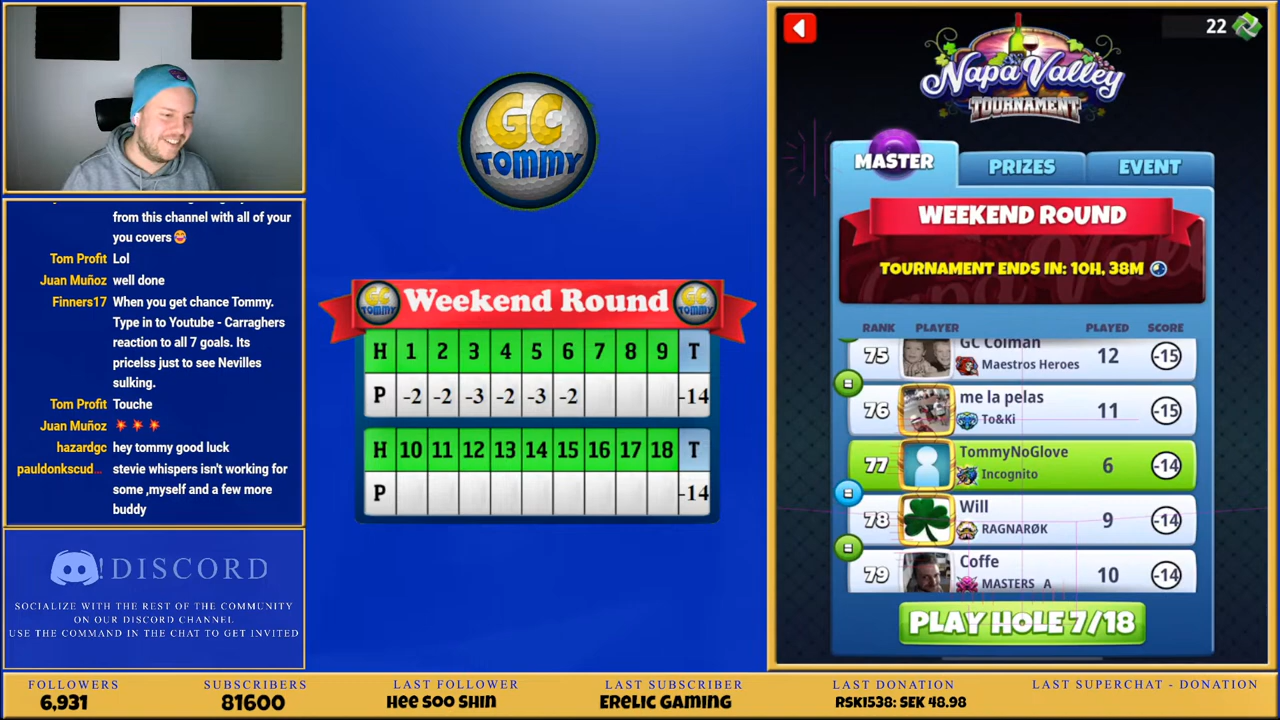 from this channel with all of your
you covers
Tom Profit Lol
Juan Muñoz well done
Finners17 When you get chance Tommy.
Type in to Youtube - Carraghers
reaction to all 7 goals. Its
pricelss just to see Nevilles
sulking.
Tom Profit Touche
Juan Muñoz
hazardgc hey tommy good luck
pauldonkscud... stevie whispers isn't working for
some ,myself and a few more
buddy
DISCORD
SOCIALIZE WITH THE REST OF THE COMMUNITY
ON OUR DISCORD CHANNEL
USE THE COMMAND IN THE CHAT TO GET INVITED
GC
TOMMY
GC TOMMY Weekend Round GC TOMMY
H 1 2 3 4 5 6 7 8 9 T
P -2 -2 -3 -2 -3 -2 -14
H 10 11 12 13 14 15 16 17 18 T
P -14
22
Napa Valley
TOURNAMENT
MASTER PRIZES EVENT
WEEKEND ROUND
TOURNAMENT ENDS IN: 10H, 38M
RANK PLAYER PLAYED SCORE
75 GC Colman Maestros Heroes 12 -15
76 me la pelas To&Ki 11 -15
77 TommyNoGlove Incognito 6 -14
78 Will RAGNARØK 9 -14
79 Coffe MASTERS A 10 -14
PLAY HOLE 7/18
FOLLOWERS SUBSCRIBERS LAST FOLLOWER LAST SUBSCRIBER LAST DONATION LAST SUPERCHAT - DONATION
6,931 81600 Hee Soo Shin Erelic Gaming RSKI538: SEK 48.98